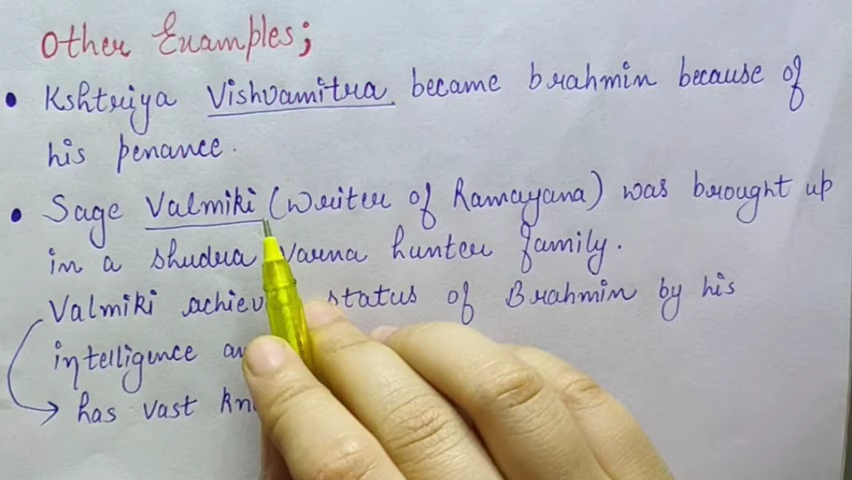 Other Examples;
• Kshtriya Vishvamitra became brahmin because of
his penance.
• Sage Valmiki (writer of Ramayana) was brought up
in a shudra varna hunter family.
Valmiki status of Brahmin by his
intelligence
has vast